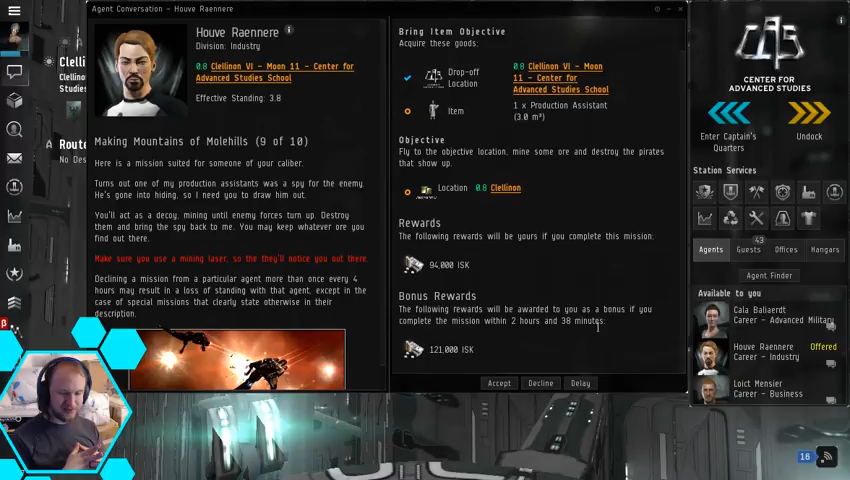 Agent Conversation - Houve Raennere
Houve Raennere
Division: Industry
0.8 Clellinon VI - Moon 11 - Center for
Advanced Studies School
Effective Standing: 3.8
Making Mountains of Molehills (9 of 10)
Here is a mission suited for someone of your caliber.
Turns out one of my production assistants was a spy for the enemy.
He's gone into hiding, so I need you to draw him out.
You'll act as a decoy, mining until enemy forces turn up. Destroy
them and bring the spy back to me. You may keep whatever ore you
find out there.
Make sure you use a mining laser, so the they'll notice you out there.
Declining a mission from a particular agent more than once every 4
hours may result in a loss of standing with that agent, except in the
case of special missions that clearly state otherwise in their
description.
Bring Item Objective
Acquire these goods:
Drop-off
Location
0.8 Clellinon VI - Moon
11 - Center for
Advanced Studies School
Item
1 x Production Assistant
(3.0 m³)
Objective
Fly to the objective location, mine some ore and destroy the pirates
that show up.
Location
0.8 Clellinon
Rewards
The following rewards will be yours if you complete this mission:
94,000 ISK
Bonus Rewards
The following rewards will be awarded to you as a bonus if you
complete the mission within 2 hours and 38 minutes:
121,000 ISK
Accept
Decline
Delay
Clelli
Clellinon
Route
No Des
β
CAS
CENTER FOR
ADVANCED STUDIES
Enter Captain's
Quarters
Undock
Station Services
43
Agents
Guests
Offices
Hangars
Agent Finder
Available to you
Cala Baliaerdt
Career - Advanced Military
Houve Raennere
Offered
Career - Industry
Loict Mensier
Career - Business
16